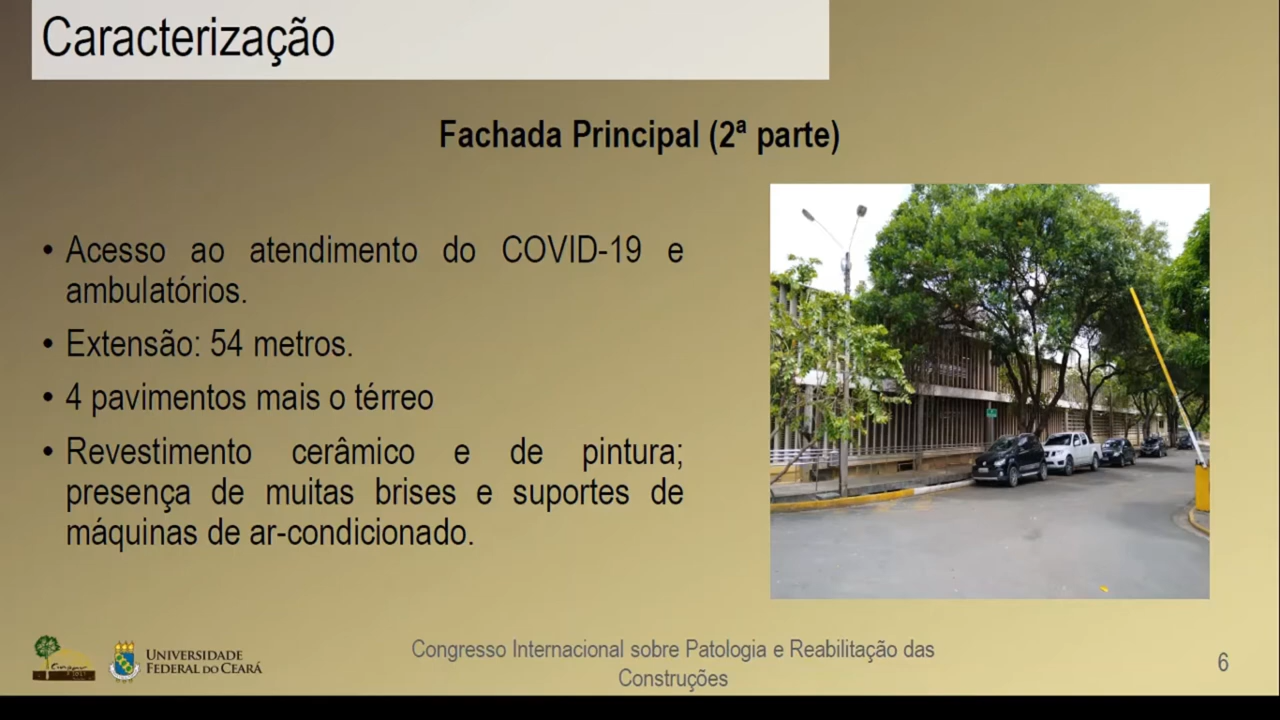 Caracterização
Fachada Principal (2ª parte)
• Acesso ao atendimento do COVID-19 e
ambulatórios.
• Extensão: 54 metros.
• 4 pavimentos mais o térreo
• Revestimento cerâmico e de pintura;
presença de muitas brises e suportes de
máquinas de ar-condicionado.
UNIVERSIDADE
FEDERAL DO CEARÁ
Congresso Internacional sobre Patologia e Reabilitação das
Construções
6